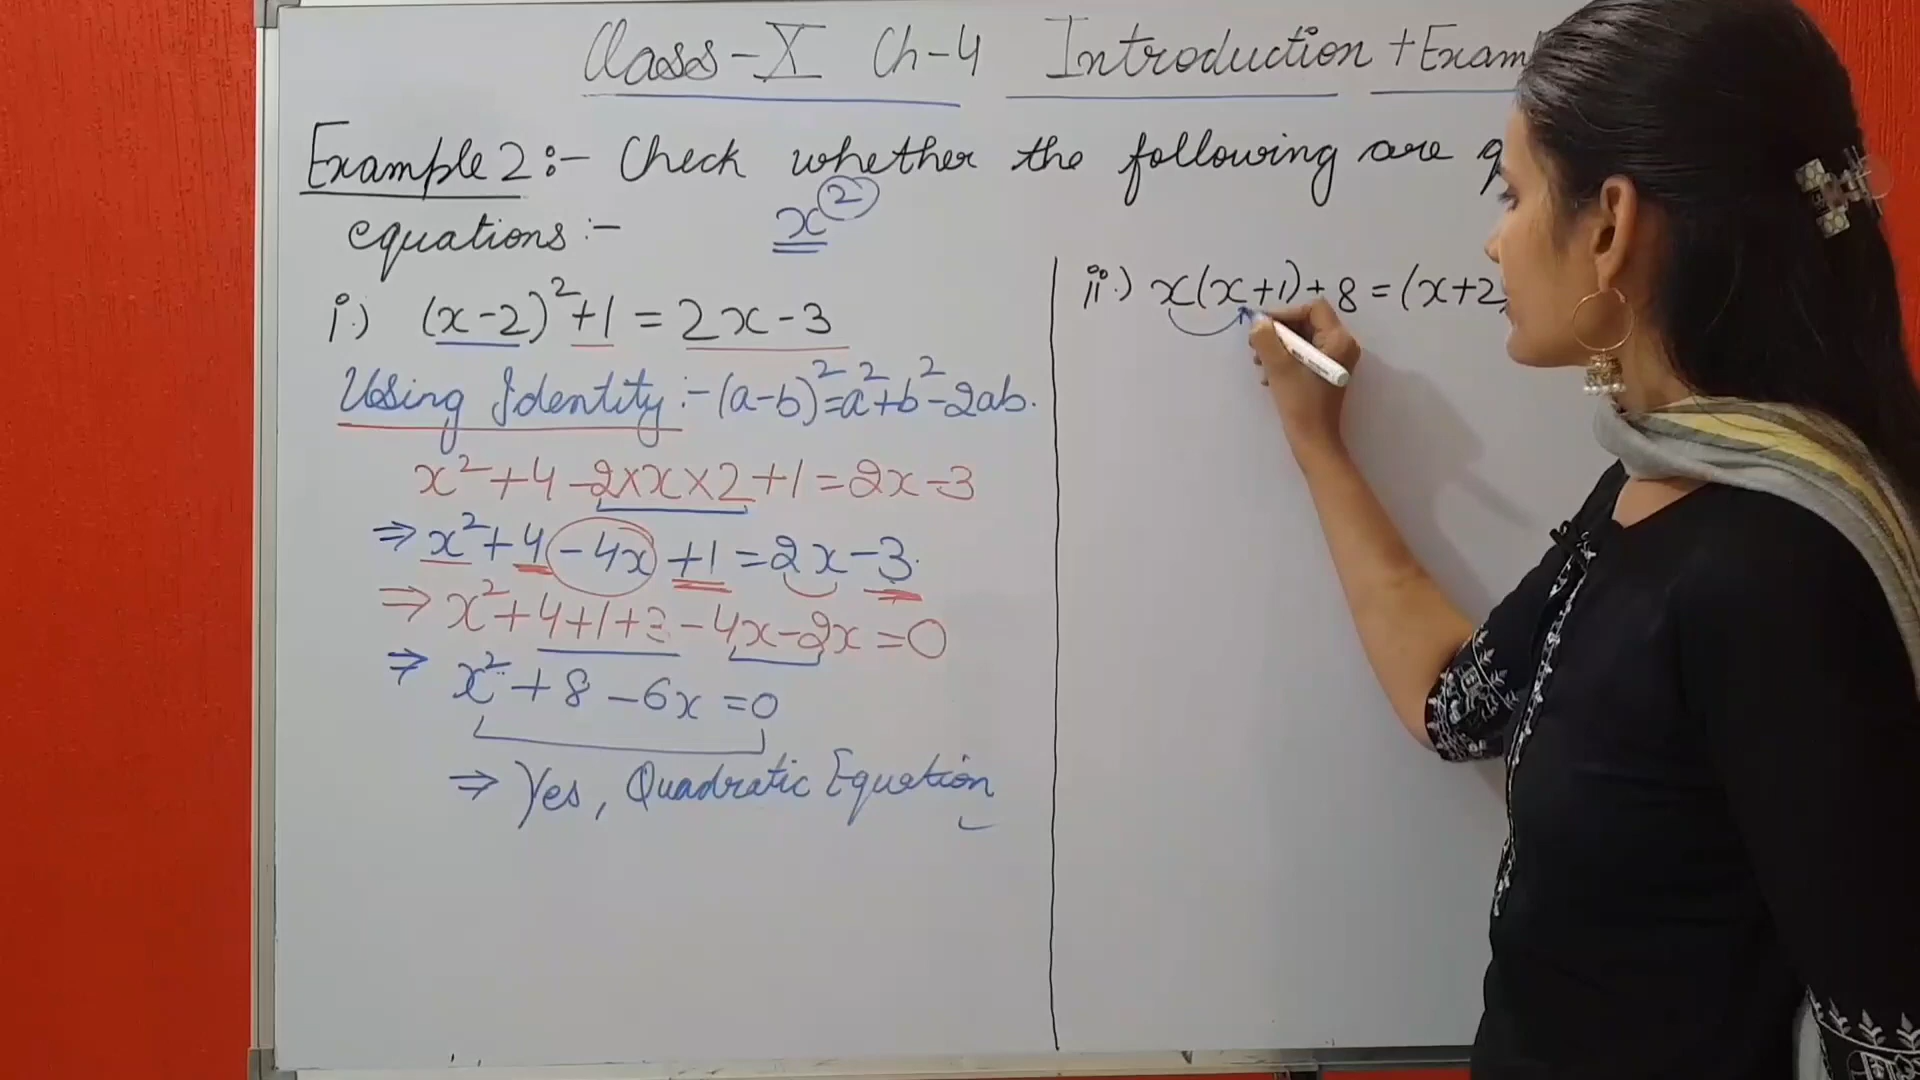 Class-X Ch-4 Introduction + Exam
Example 2:- Check whether the following are
equations:-
x²
i.) (x-2)²+1 = 2x-3
Using Identity:- (a-b)²=a²+b²-2ab.
x²+4-2×x×2+1=2x-3
⇒ x²+4-4x+1=2x-3.
⇒ x²+4+1+3-4x-2x=0
⇒ x²+8-6x=0
⇒ Yes, Quadratic Equation
ii.) x(x+1)+8=(x+2